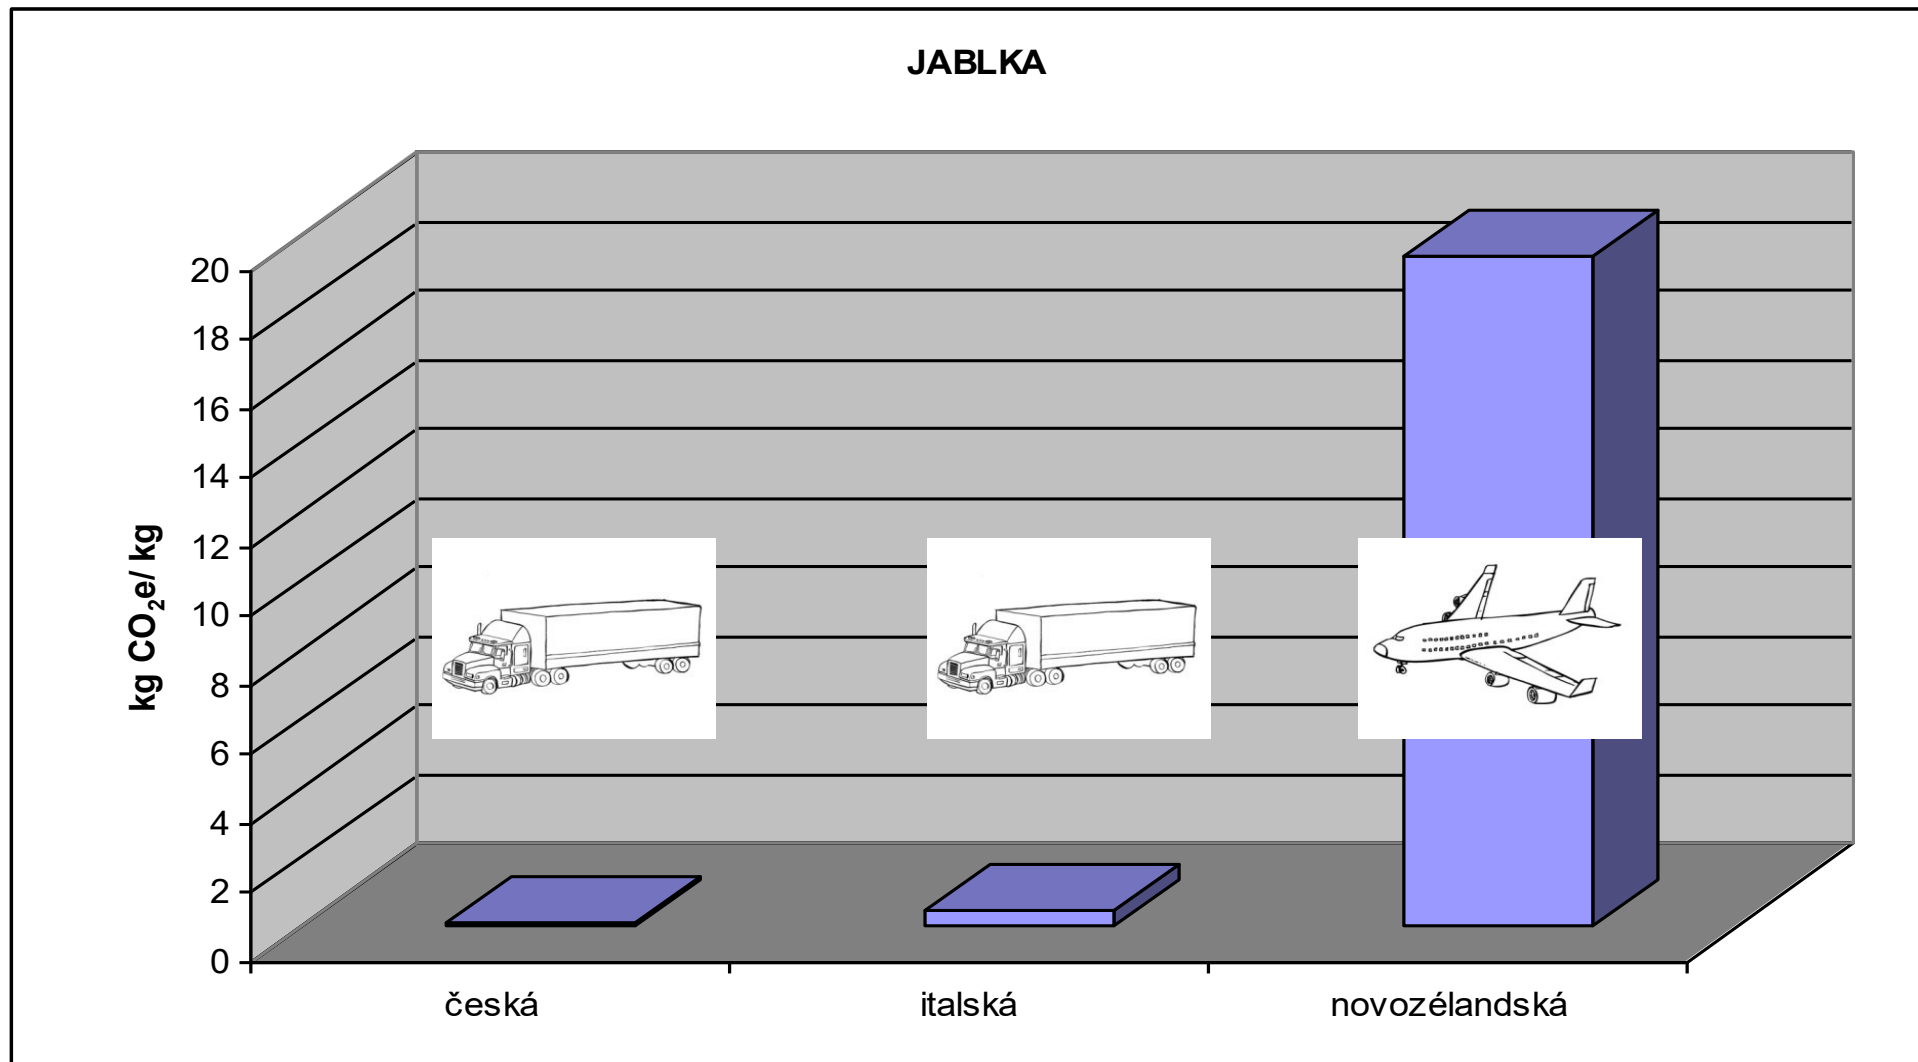 JABLKA
kg CO₂e/ kg
20
18
16
14
12
10
8
6
4
2
0
česká
italská
novozélandská